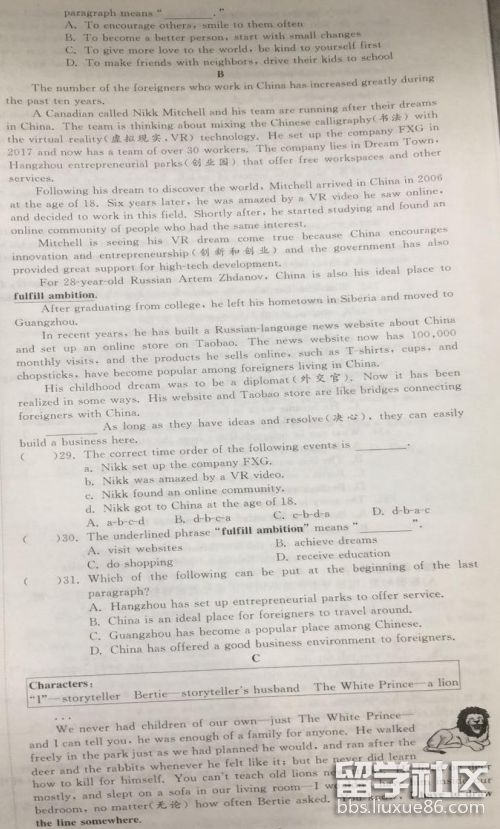 paragraph means "________."
A. To encourage others, smile to them often
B. To become a better person, start with small changes
C. To give more love to the world, be kind to yourself first
D. To make friends with neighbors, drive their kids to school
B
The number of the foreigners who work in China has increased greatly during
the past ten years.
A Canadian called Nikk Mitchell and his team are running after their dreams
in China. The team is thinking about mixing the Chinese calligraphy(书法) with
the virtual reality(虚拟现实, VR) technology. He set up the company FXG in
2017 and now has a team of over 30 workers. The company lies in Dream Town,
Hangzhou entrepreneurial parks(创业园) that offer free workspaces and other
services.
Following his dream to discover the world, Mitchell arrived in China in 2006
at the age of 18. Six years later, he was amazed by a VR video he saw online,
and decided to work in this field. Shortly after, he started studying and found an
online community of people who had the same interest.
Mitchell is seeing his VR dream come true because China encourages
innovation and entrepreneurship(创新和创业) and the government has also
provided great support for high-tech development.
For 28-year-old Russian Artem Zhdanov, China is also his ideal place to
fulfill ambition.
After graduating from college, he left his hometown in Siberia and moved to
Guangzhou.
In recent years, he has built a Russian-language news website about China
and set up an online store on Taobao. The news website now has 100,000
monthly visits, and the products he sells online, such as T-shirts, cups, and
chopsticks, have become popular among foreigners living in China.
His childhood dream was to be a diplomat(外交官). Now it has been
realized in some ways. His website and Taobao store are like bridges connecting
foreigners with China.
________ As long as they have ideas and resolve(决心), they can easily
build a business here.
( )29. The correct time order of the following events is ________.
a. Nikk set up the company FXG.
b. Nikk was amazed by a VR video.
c. Nikk found an online community.
d. Nikk got to China at the age of 18.
A. a-b-c-d B. d-b-c-a C. c-b-d-a D. d-b-a-c
( )30. The underlined phrase "fulfill ambition" means "________".
A. visit websites B. achieve dreams
C. do shopping D. receive education
( )31. Which of the following can be put at the beginning of the last
paragraph?
A. Hangzhou has set up entrepreneurial parks to offer service.
B. China is an ideal place for foreigners to travel around.
C. Guangzhou has become a popular place among Chinese.
D. China has offered a good business environment to foreigners.
C
Characters:
"I"—storyteller Bertie—storyteller's husband The White Prince—a lion
...
We never had children of our own—just The White Prince—
and I can tell you, he was enough of a family for anyone. He walked
freely in the park just as we had planned he would, and ran after the
deer and the rabbits whenever he felt like it; but he never did learn
how to kill for himself. You can't teach old lions
mostly, and slept on a sofa in our living room—I
bedroom, no matter(无论) how often Bertie asked.
the line somewhere.
留学社区
bbs.liuxue86.com